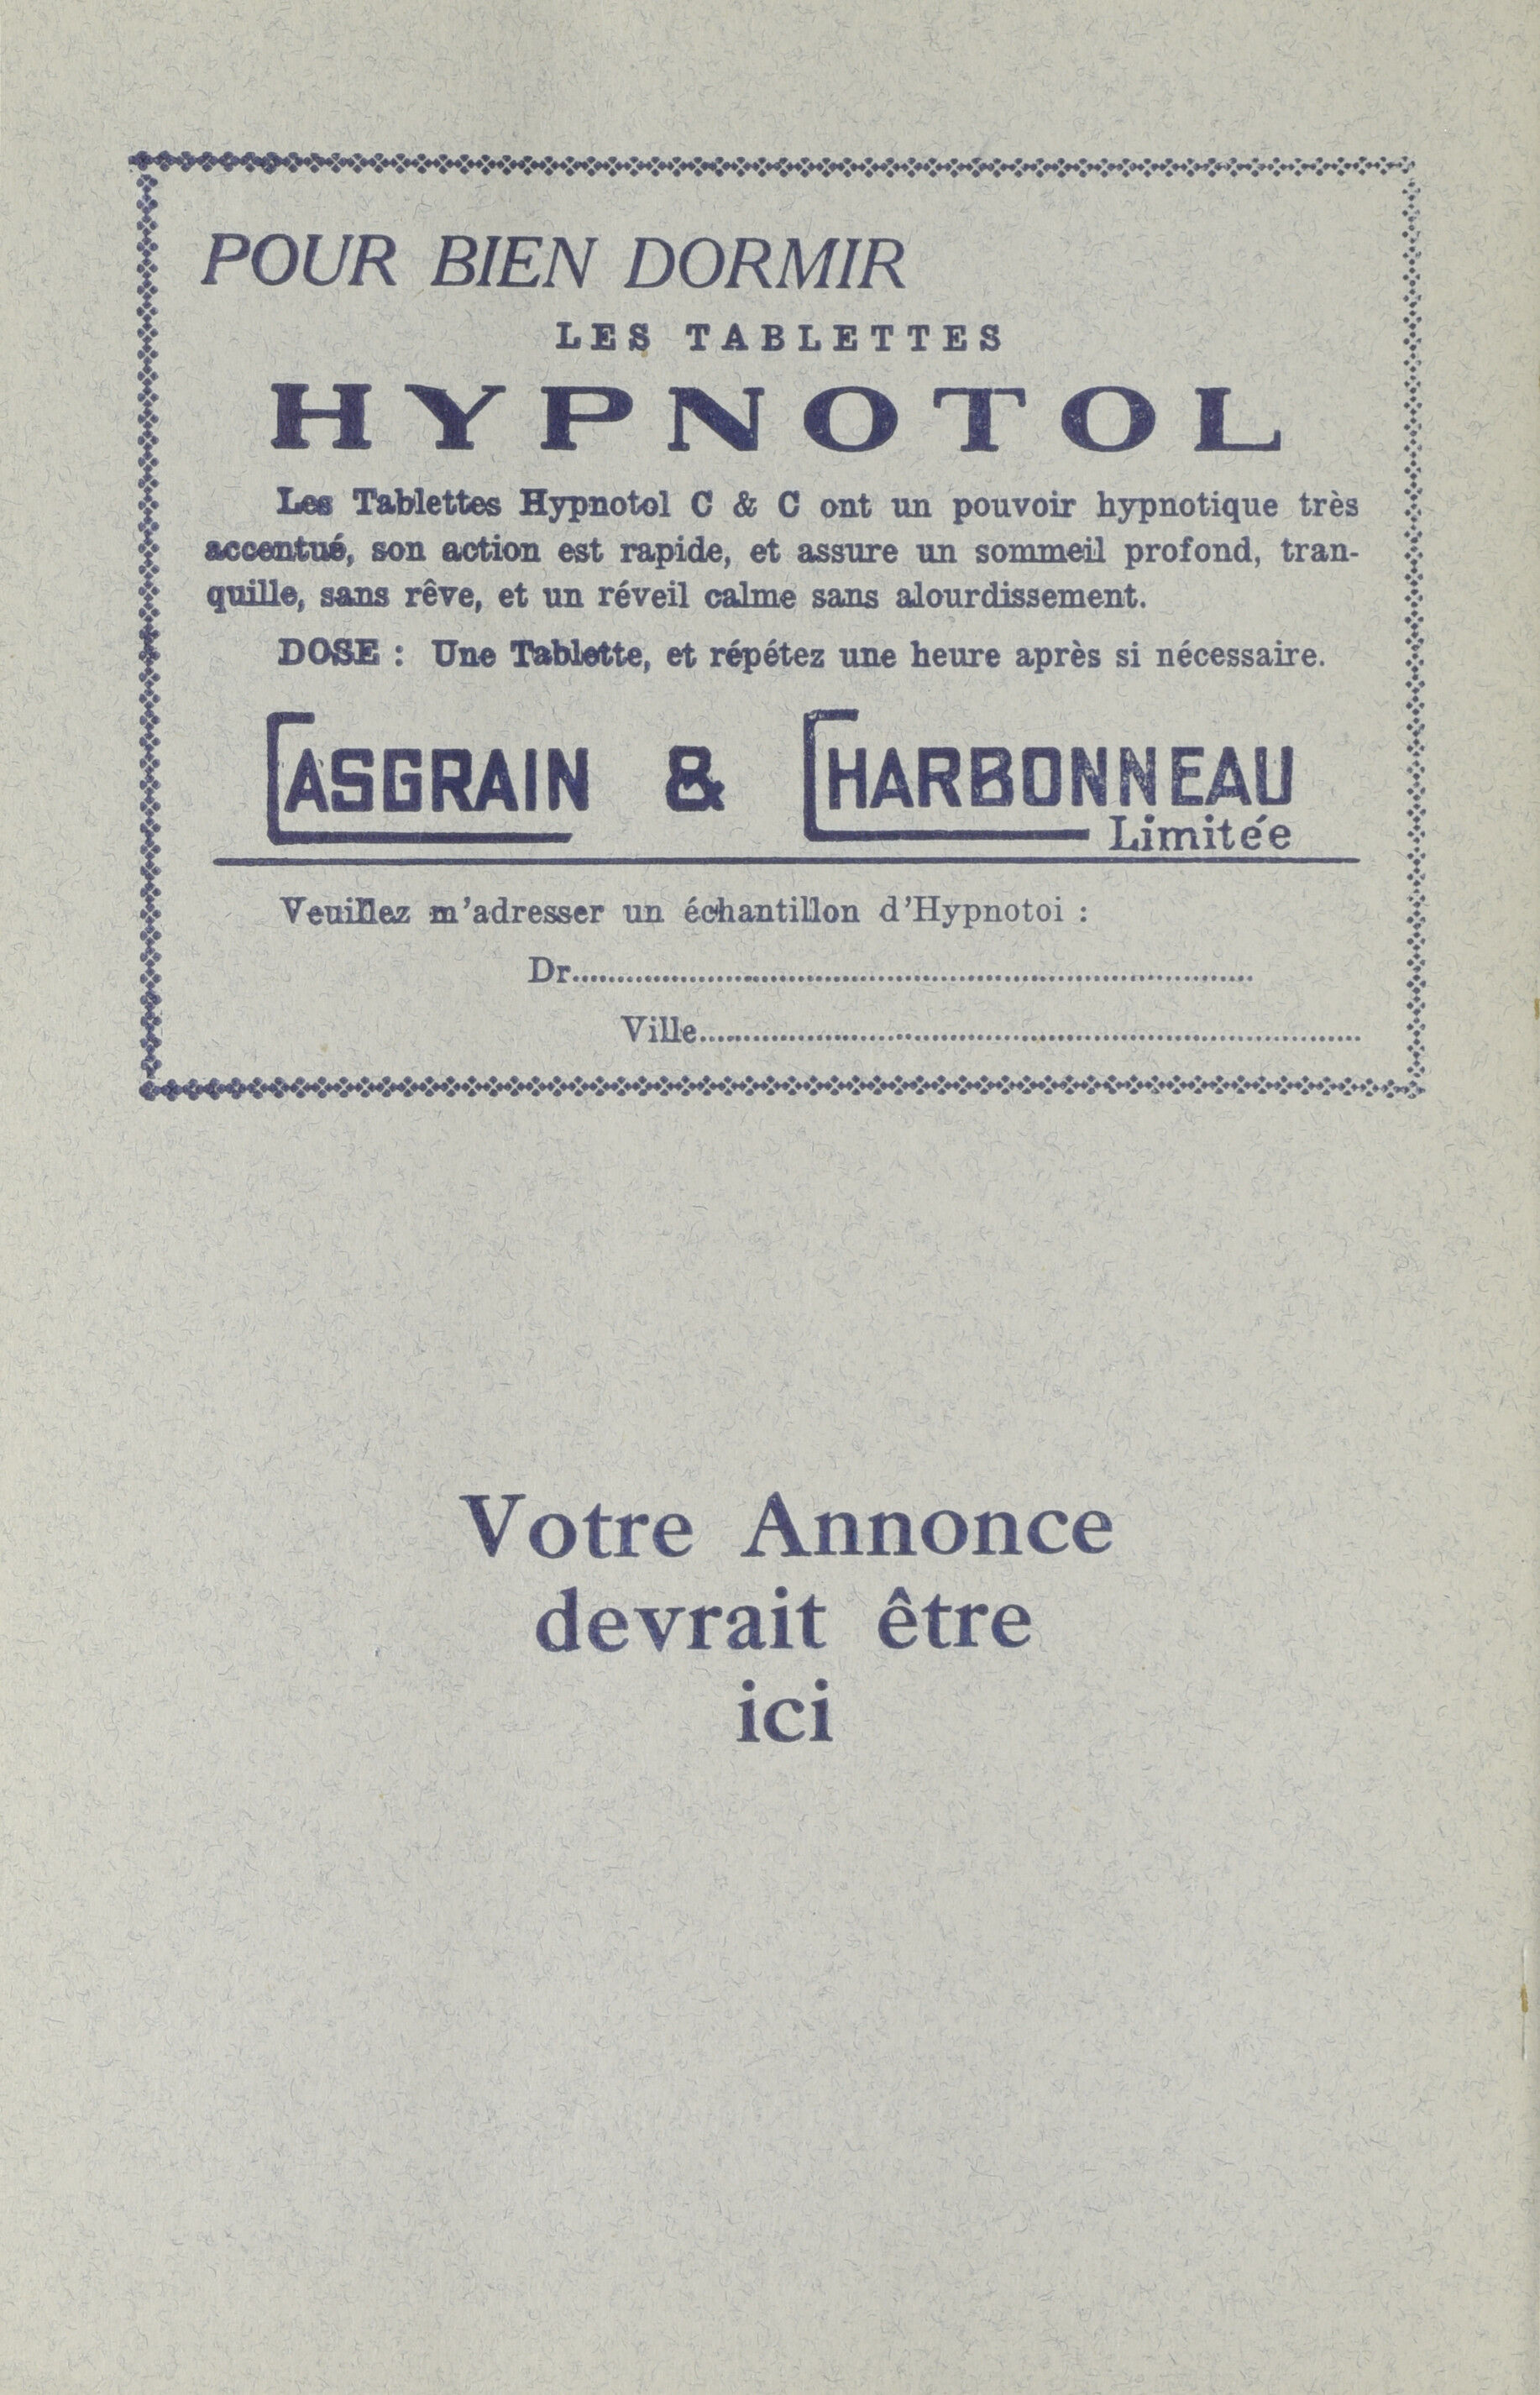 POUR BIEN DORMIR
LES TABLETTES
HYPNOTOL
Les Tablettes Hypnotol C & C ont un pouvoir hypnotique très
accentué, son action est rapide, et assure un sommeil profond, tran-
quille, sans rêve, et un réveil calme sans alourdissement.
DOSE : Une Tablette, et répétez une heure après si nécessaire.
CASGRAIN & CHARBONNEAU
Limitée
Veuillez m'adresser un échantillon d'Hypnotoi :
Dr....................................................................................
Ville....................................................................................
Votre Annonce
devrait être
ici